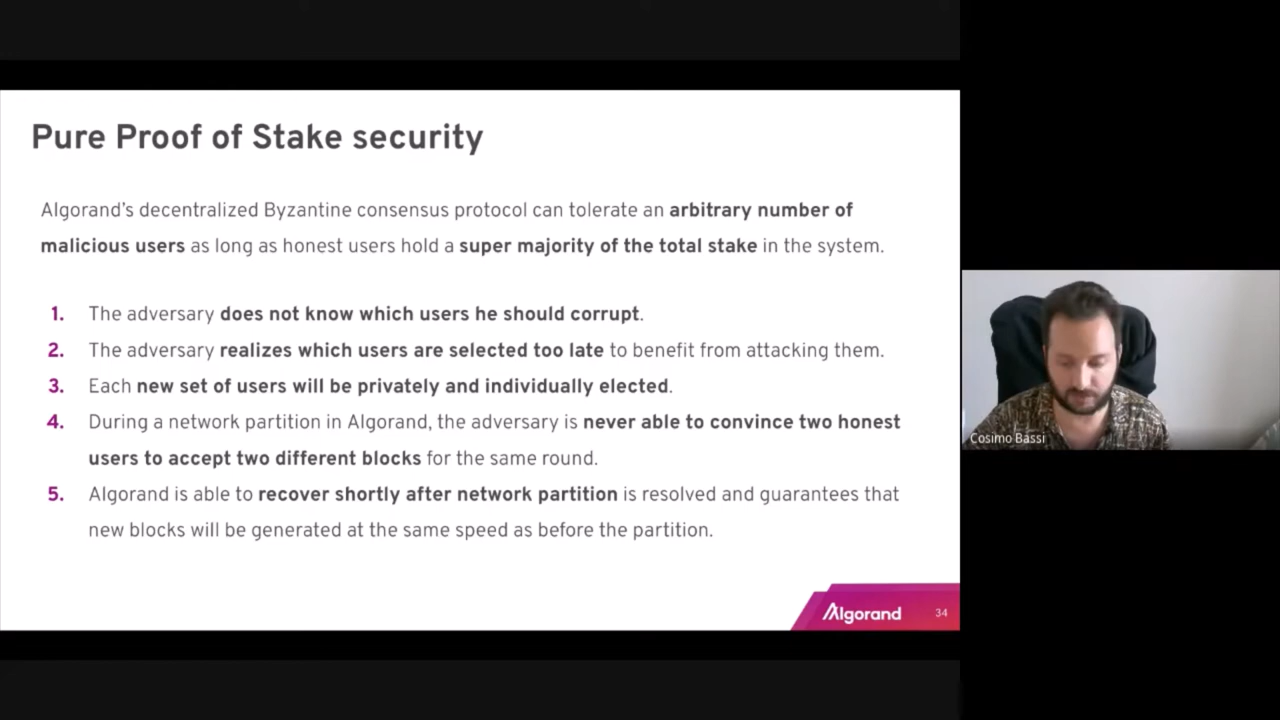 Pure Proof of Stake security
Algorand's decentralized Byzantine consensus protocol can tolerate an arbitrary number of
malicious users as long as honest users hold a super majority of the total stake in the system.
1. The adversary does not know which users he should corrupt.
2. The adversary realizes which users are selected too late to benefit from attacking them.
3. Each new set of users will be privately and individually elected.
4. During a network partition in Algorand, the adversary is never able to convince two honest
users to accept two different blocks for the same round.
5. Algorand is able to recover shortly after network partition is resolved and guarantees that
new blocks will be generated at the same speed as before the partition.
Algorand 34
Cosimo Bassi